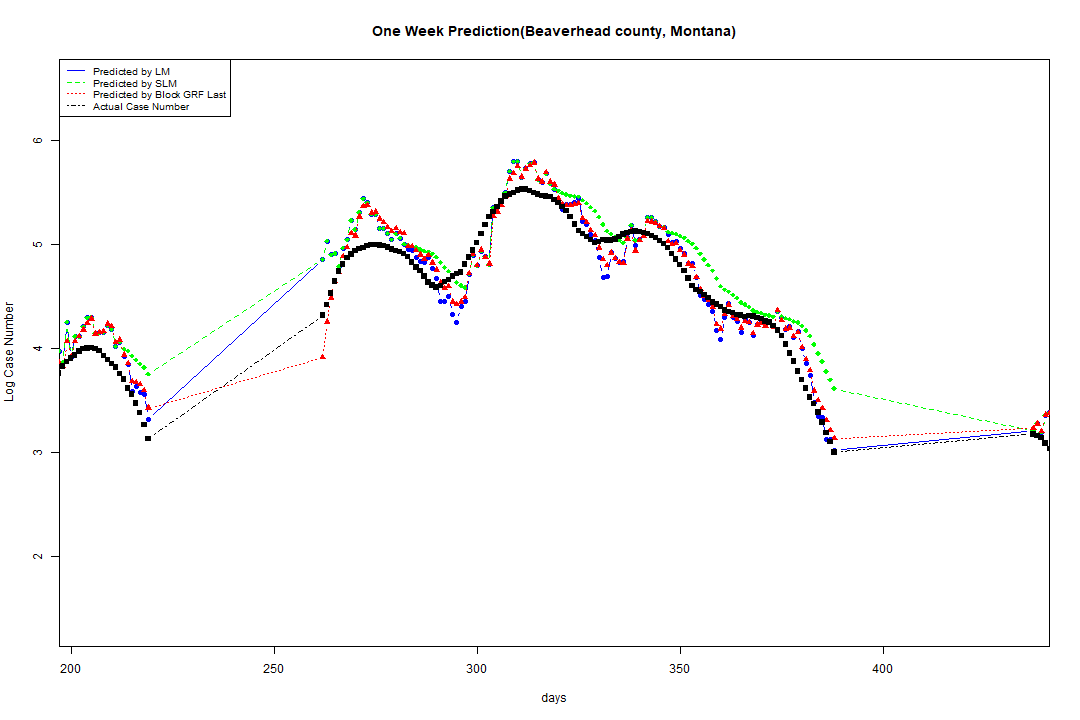 One Week Prediction(Beaverhead county, Montana)
Predicted by LM
Predicted by SLM
Predicted by Block GRF Last
Actual Case Number
6
5
4
3
2
Log Case Number
200 250 300 350 400
days